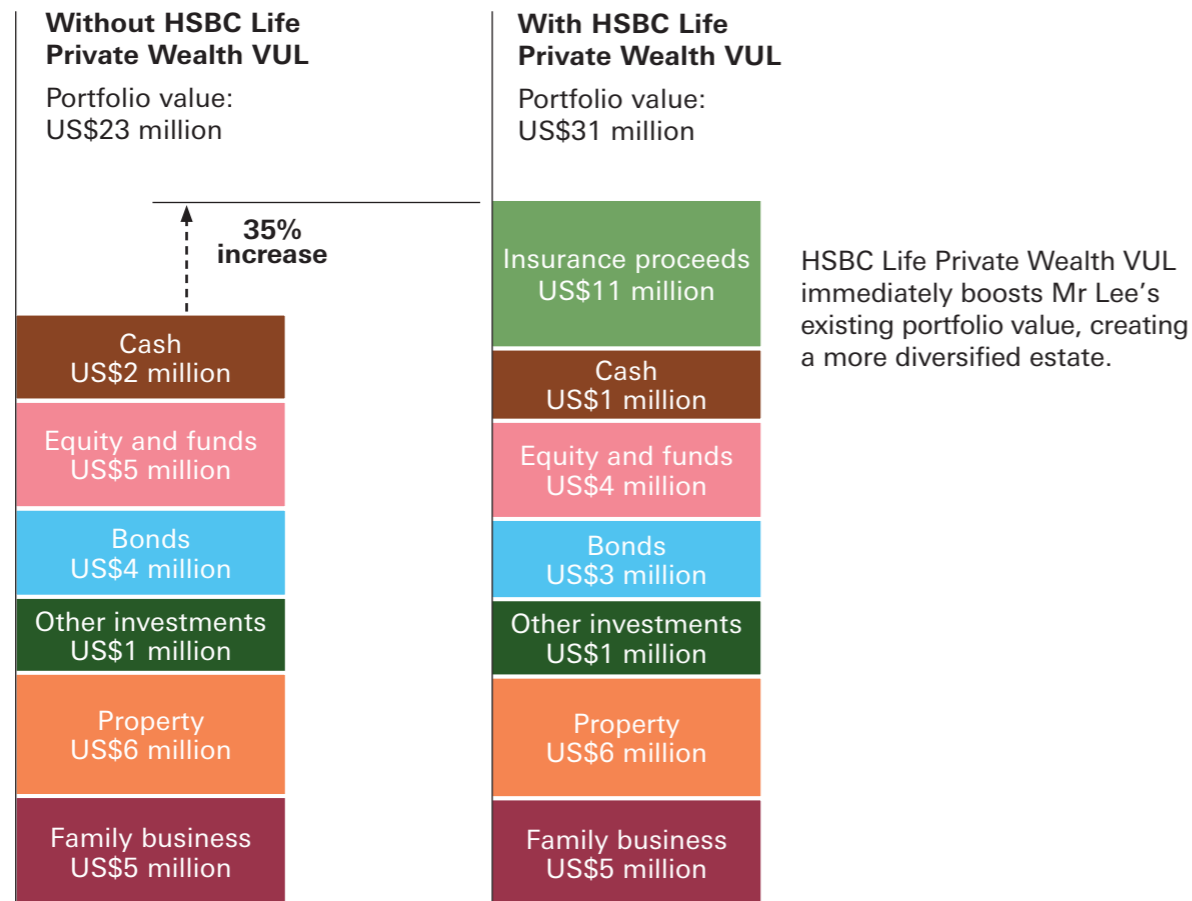 Without HSBC Life
Private Wealth VUL
Portfolio value:
US$23 million
35%
increase
Cash
US$2 million
Equity and funds
US$5 million
Bonds
US$4 million
Other investments
US$1 million
Property
US$6 million
Family business
US$5 million
With HSBC Life
Private Wealth VUL
Portfolio value:
US$31 million
Insurance proceeds
US$11 million
Cash
US$1 million
Equity and funds
US$4 million
Bonds
US$3 million
Other investments
US$1 million
Property
US$6 million
Family business
US$5 million
HSBC Life Private Wealth VUL
immediately boosts Mr Lee’s
existing portfolio value, creating
a more diversified estate.